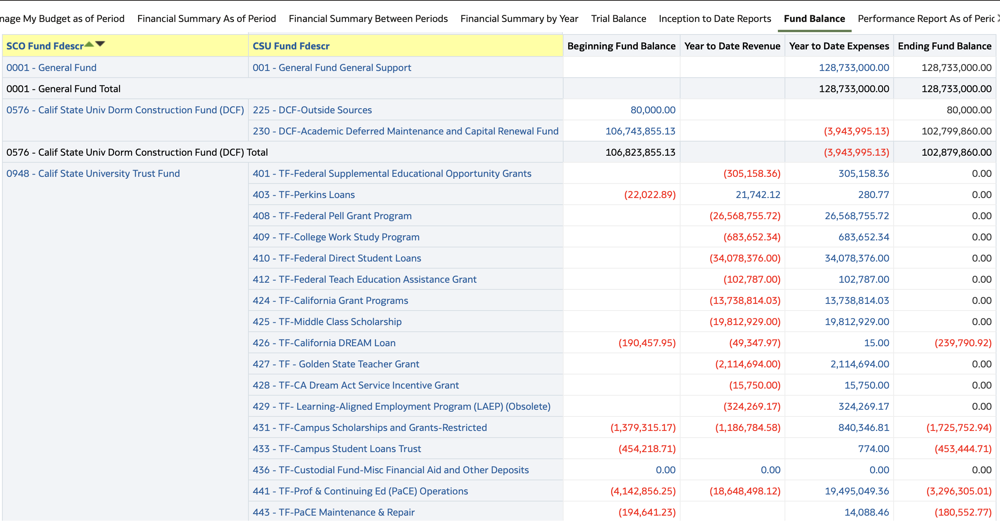 nage My Budget as of Period Financial Summary As of Period Financial Summary Between Periods Financial Summary by Year Trial Balance Inception to Date Reports Fund Balance Performance Report As of Peric
SCO Fund Fdescr CSU Fund Fdescr Beginning Fund Balance Year to Date Revenue Year to Date Expenses Ending Fund Balance
0001 - General Fund 001 - General Fund General Support 128,733,000.00 128,733,000.00
0001 - General Fund Total 128,733,000.00 128,733,000.00
0576 - Calif State Univ Dorm Construction Fund (DCF) 225 - DCF-Outside Sources 80,000.00 80,000.00
230 - DCF-Academic Deferred Maintenance and Capital Renewal Fund 106,743,855.13 (3,943,995.13) 102,799,860.00
0576 - Calif State Univ Dorm Construction Fund (DCF) Total 106,823,855.13 (3,943,995.13) 102,879,860.00
0948 - Calif State University Trust Fund 401 - TF-Federal Supplemental Educational Opportunity Grants (305,158.36) 305,158.36 0.00
403 - TF-Perkins Loans (22,022.89) 21,742.12 280.77 0.00
408 - TF-Federal Pell Grant Program (26,568,755.72) 26,568,755.72 0.00
409 - TF-College Work Study Program (683,652.34) 683,652.34 0.00
410 - TF-Federal Direct Student Loans (34,078,376.00) 34,078,376.00 0.00
412 - TF-Federal Teach Education Assistance Grant (102,787.00) 102,787.00 0.00
424 - TF-California Grant Programs (13,738,814.03) 13,738,814.03 0.00
425 - TF-Middle Class Scholarship (19,812,929.00) 19,812,929.00 0.00
426 - TF-California DREAM Loan (190,457.95) (49,347.97) 15.00 (239,790.92)
427 - TF - Golden State Teacher Grant (2,114,694.00) 2,114,694.00 0.00
428 - TF-CA Dream Act Service Incentive Grant (15,750.00) 15,750.00 0.00
429 - TF- Learning-Aligned Employment Program (LAEP) (Obsolete) (324,269.17) 324,269.17 0.00
431 - TF-Campus Scholarships and Grants-Restricted (1,379,315.17) (1,186,784.58) 840,346.81 (1,725,752.94)
433 - TF-Campus Student Loans Trust (454,218.71) 774.00 (453,444.71)
436 - TF-Custodial Fund-Misc Financial Aid and Other Deposits 0.00 0.00 0.00 0.00
441 - TF-Prof & Continuing Ed (PaCE) Operations (4,142,856.25) (18,648,498.12) 19,495,049.36 (3,296,305.01)
443 - TF-PaCE Maintenance & Repair (194,641.23) 14,088.46 (180,552.77)